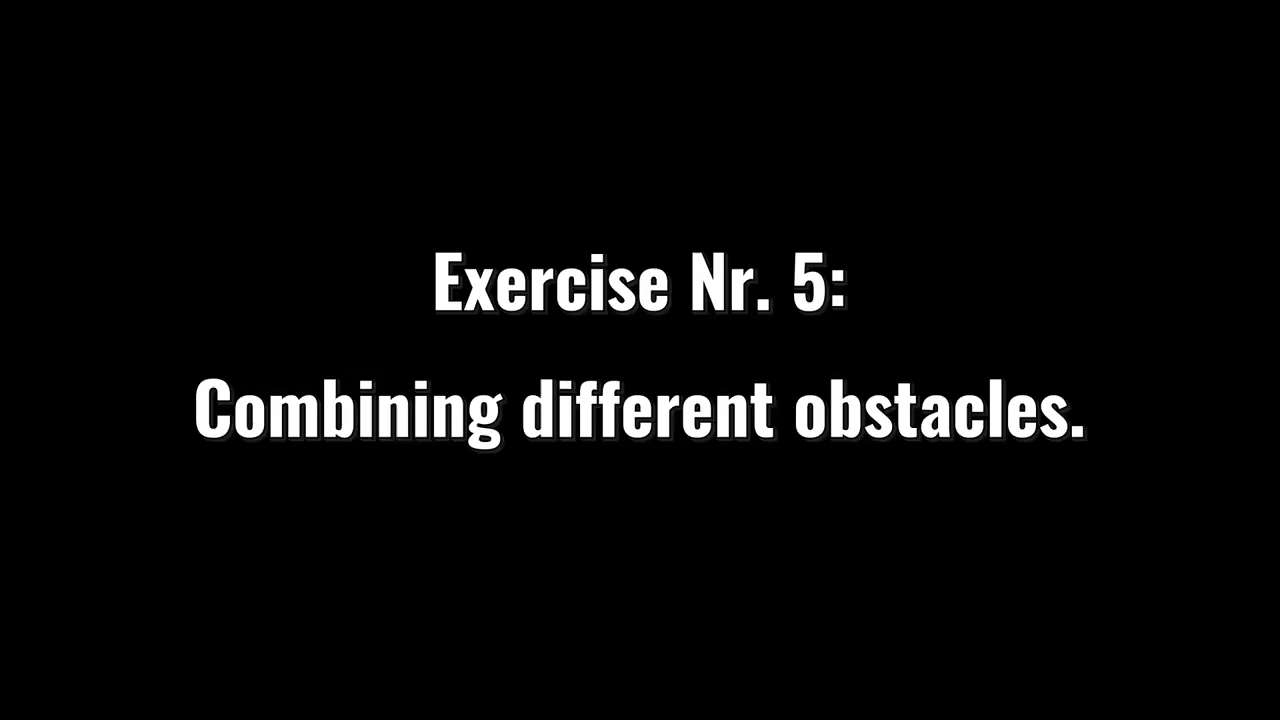 Exercise Nr. 5:
Combining different obstacles.